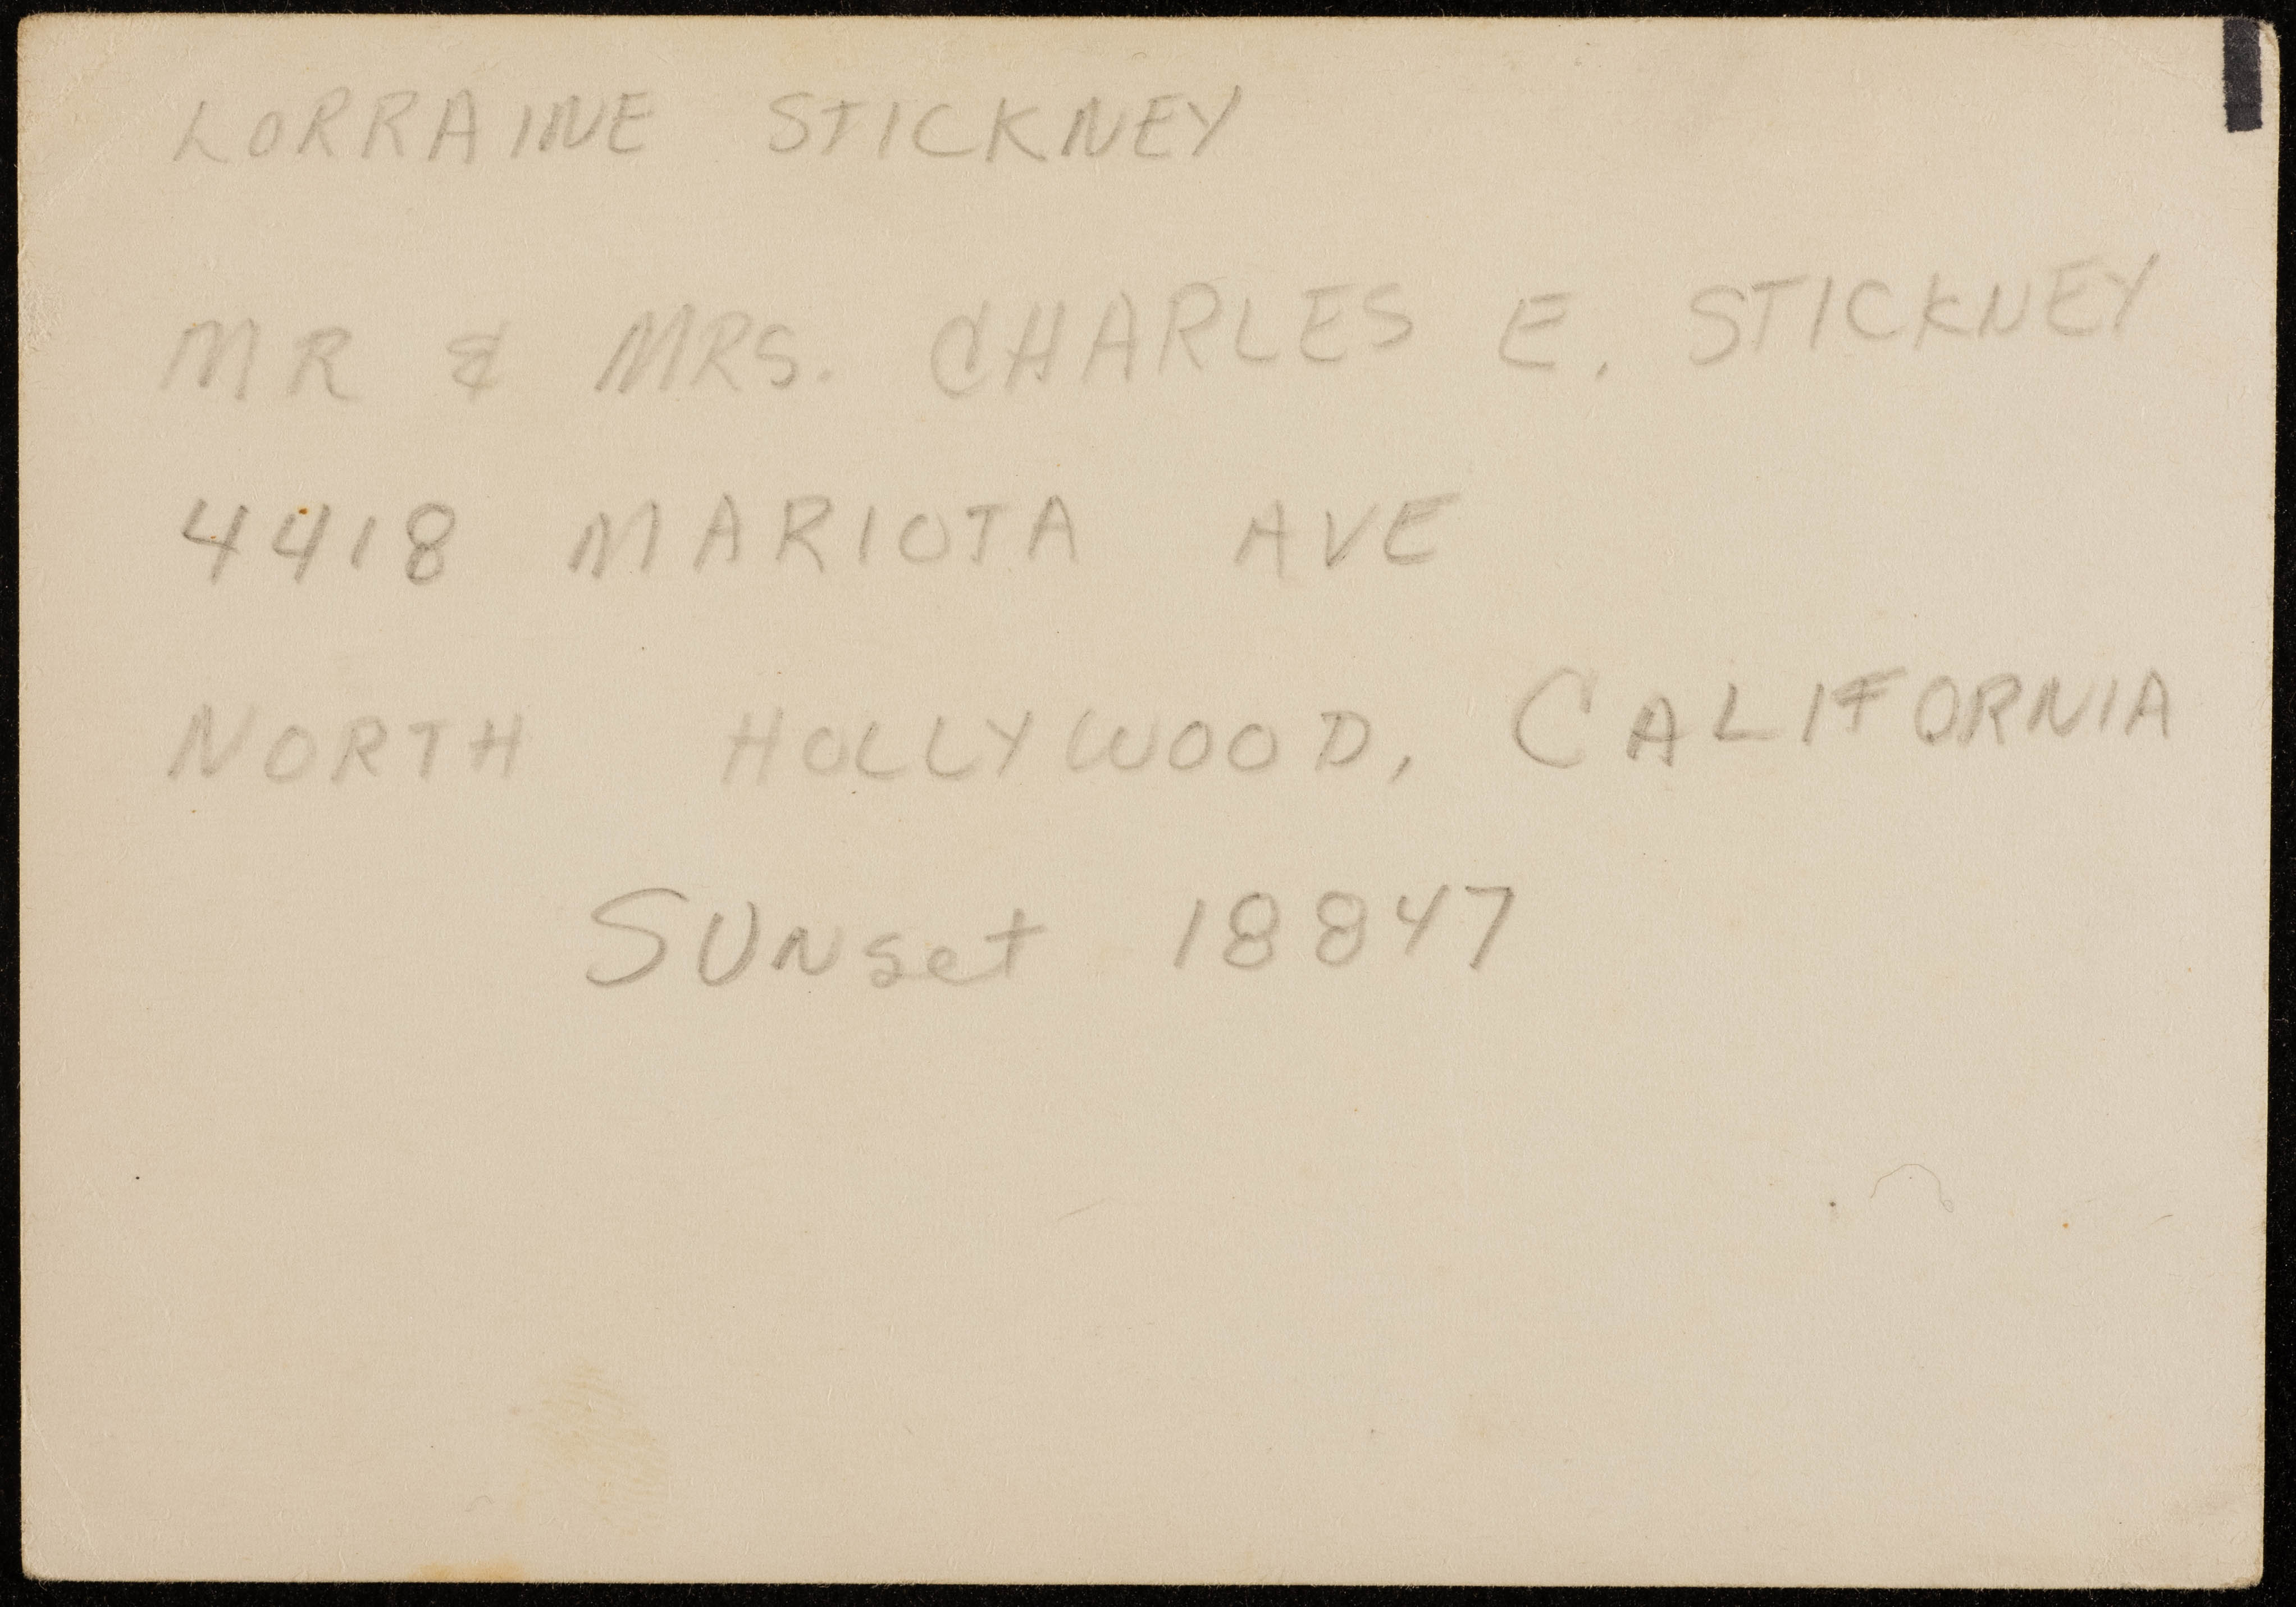 LORRAINE STICKNEY
MR & MRS. CHARLES E. STICKNEY
4418 MARIOTA AVE
NORTH HOLLYWOOD, CALIFORNIA
SUNset 18847